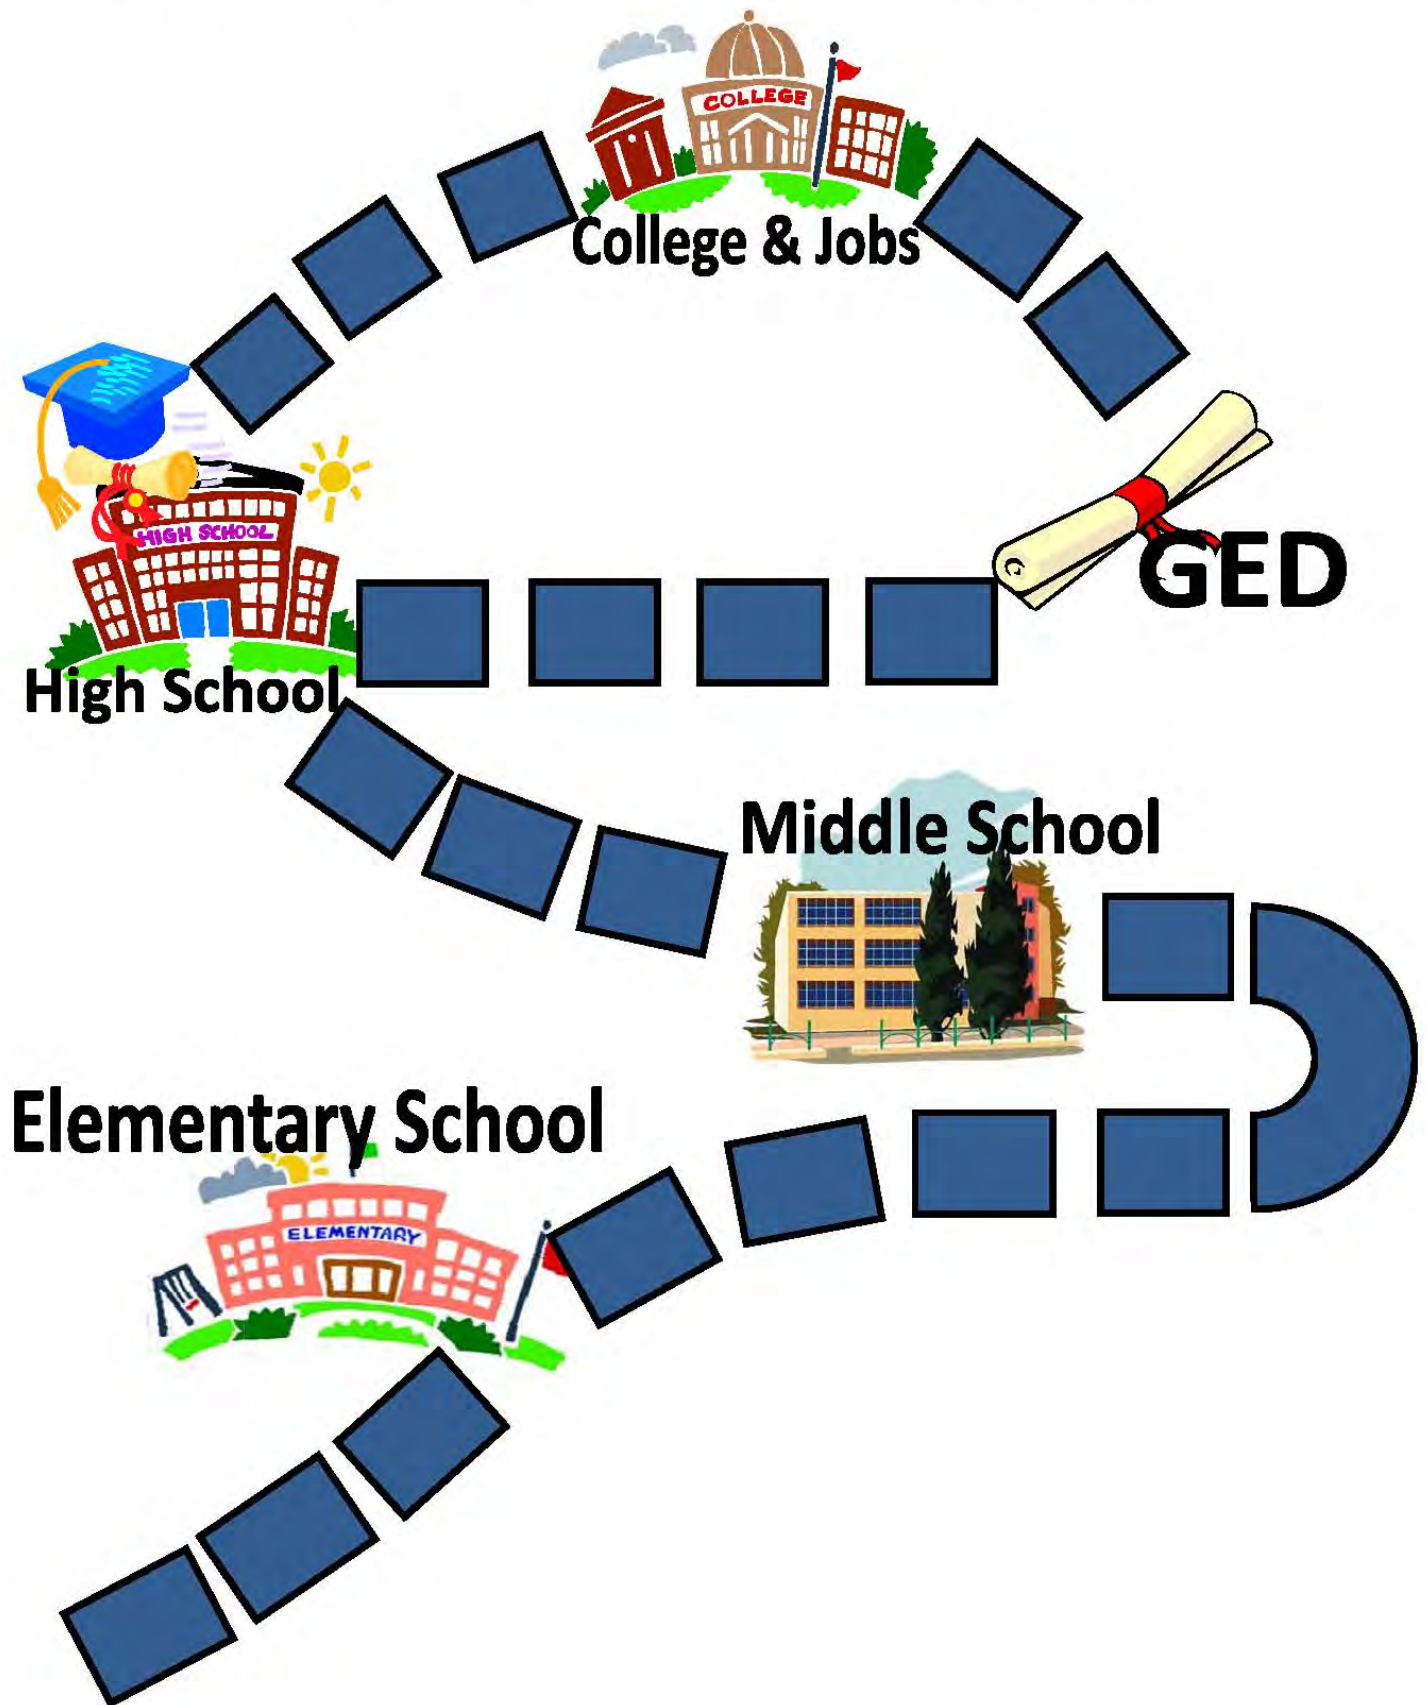 COLLEGE
College & Jobs
HIGH SCHOOL
GED
High School
Middle School
Elementary School
ELEMENTARY